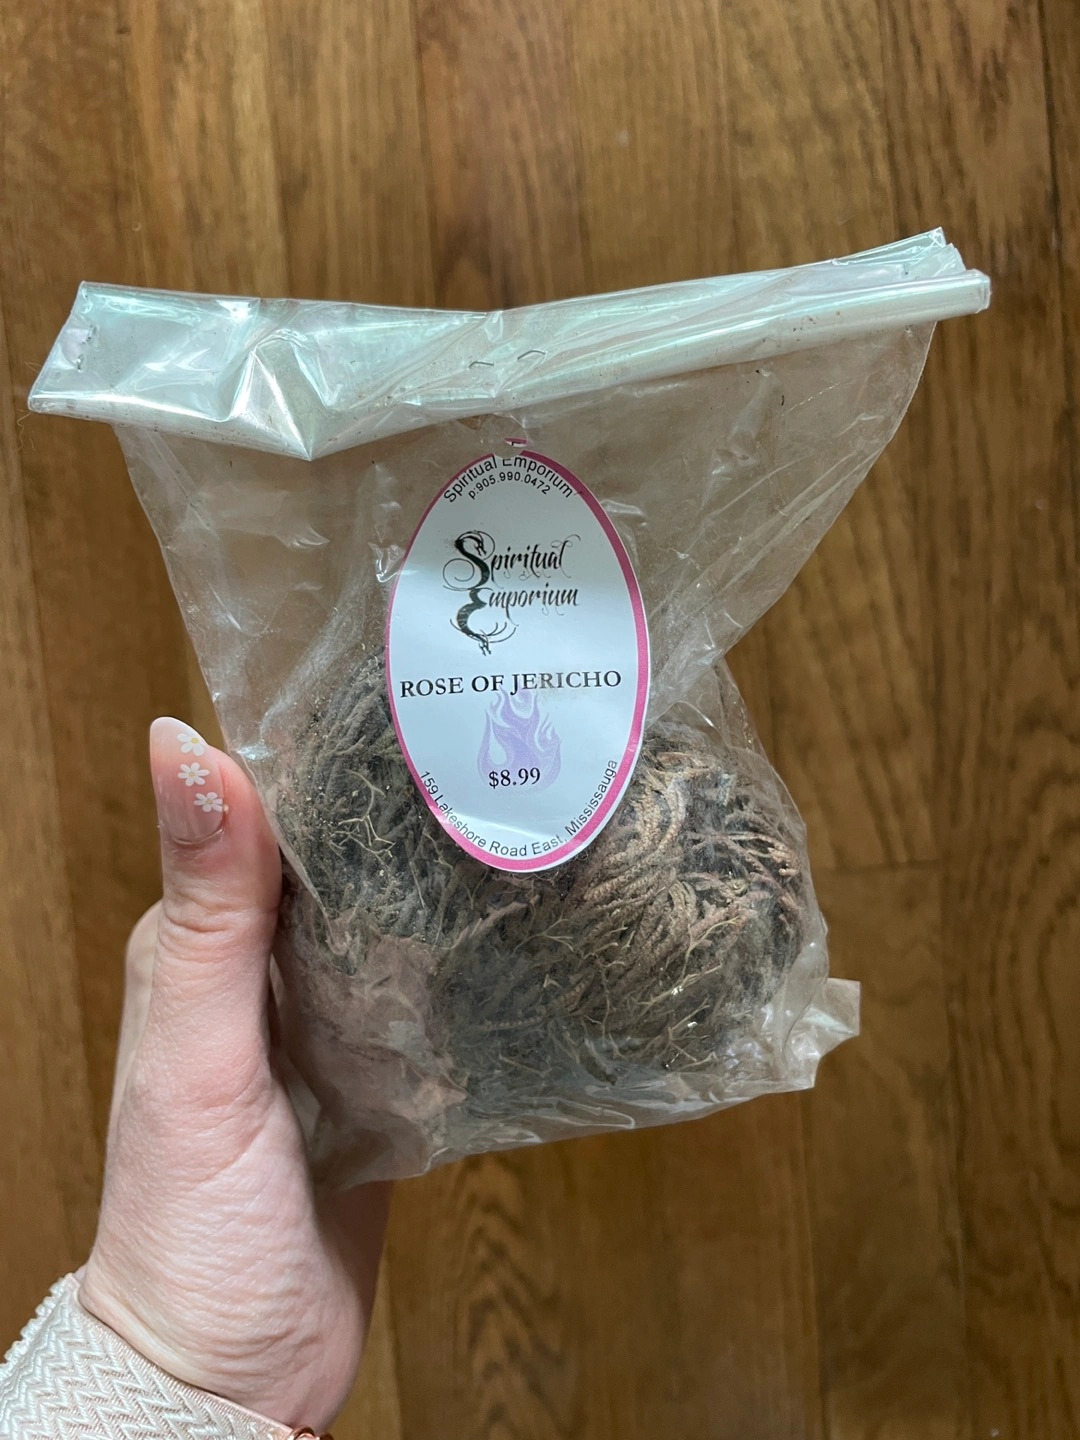 Spiritual Emporium
p:905.990.0472
Spiritual
Emporium
ROSE OF JERICHO
$8.99
159 Lakeshore Road East, Mississauga